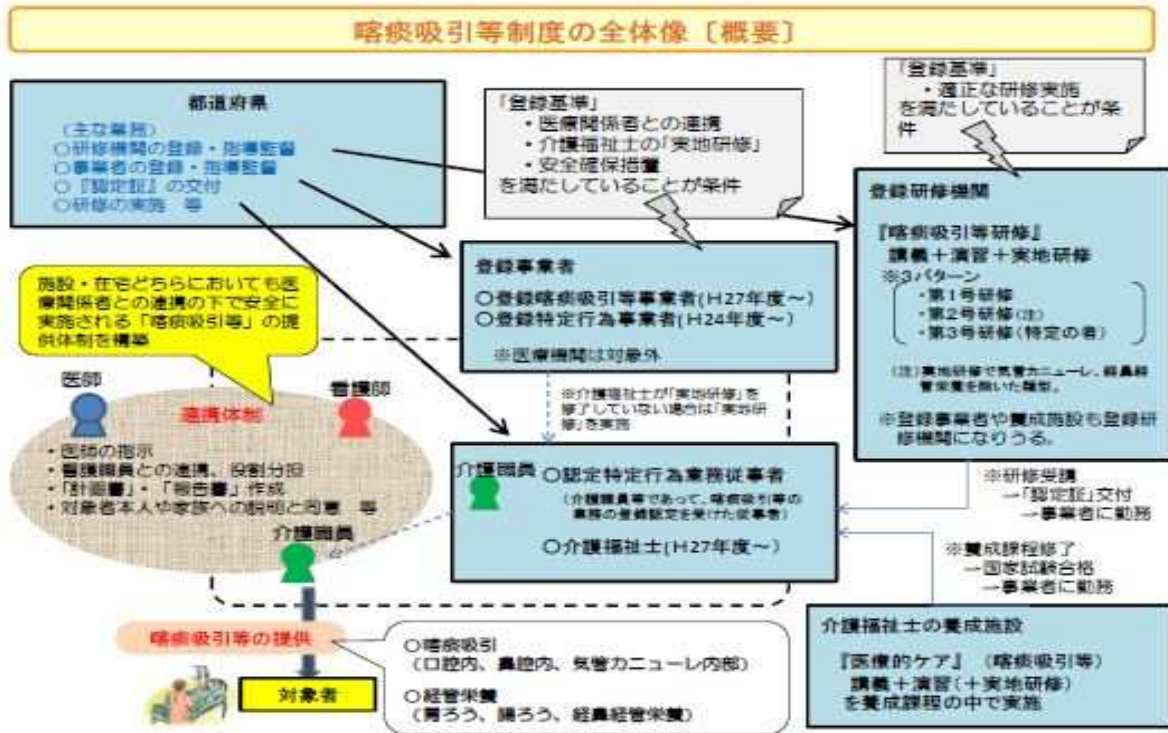 喀痰吸引等制度の全体像〔概要〕
都道府県
(主な業務)
○研修機関の登録・指導監督
○事業者の登録・指導監督
○『認定証』の交付
○研修の実施 等
「登録基準」
・医療関係者との連携
・介護福祉士の「実地研修」
・安全確保措置
を満たしていることが条件
「登録基準」
・適正な研修実施
を満たしていることが条
件
登録研修機関
『喀痰吸引等研修』
講義+演習+実地研修
※3パターン
・第1号研修
・第2号研修(注)
・第3号研修(特定の者)
(注)実地研修で気管カニューレ、経鼻経
管栄養を除いた類型。
※登録事業者や養成施設も登録研
修機関になりうる。
登録事業者
○登録喀痰吸引等事業者(H27年度~)
○登録特定行為事業者(H24年度~)
※医療機関は対象外
施設・在宅どちらにおいても医
療関係者との連携の下で安全に
実施される「喀痰吸引等」の提
供体制を構築
医師
看護師
連携体制
・医師の指示
・看護職員との連携、役割分担
・「計画書」・「報告書」作成
・対象者本人や家族への説明と同意 等
介護職員
※介護福祉士が「実地研修」を
修了していない場合は「実地研
修」を実施
介護職員
○認定特定行為業務従事者
(介護職員等であって、喀痰吸引等の
業務の登録認定を受けた従事者)
○介護福祉士(H27年度~)
※研修受講
→「認定証」交付
→事業者に勤務
※養成課程修了
→国家試験合格
→事業者に勤務
喀痰吸引等の提供
対象者
○喀痰吸引
(口腔内、鼻腔内、気管カニューレ内部)
○経管栄養
(胃ろう、腸ろう、経鼻経管栄養)
介護福祉士の養成施設
『医療的ケア』(喀痰吸引等)
講義+演習(+実地研修)
を養成課程の中で実施